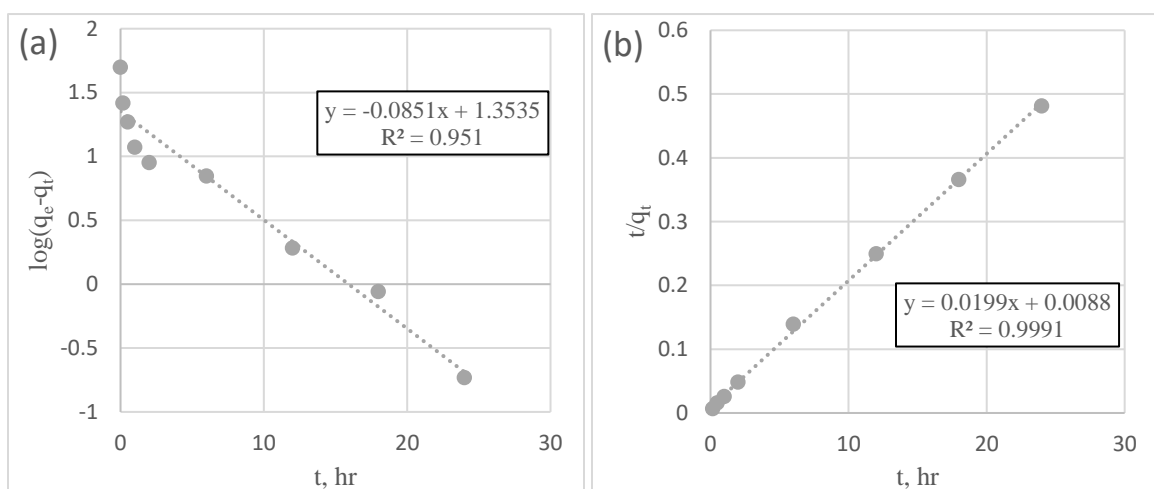 (a)
2
1.5
1
0.5
0
-0.5
-1
log(qₑ-qₜ)
y = -0.0851x + 1.3535
R² = 0.951
0 10 20 30
t, hr
(b)
0.6
0.5
0.4
0.3
0.2
0.1
0
t/qₜ
y = 0.0199x + 0.0088
R² = 0.9991
0 10 20 30
t, hr